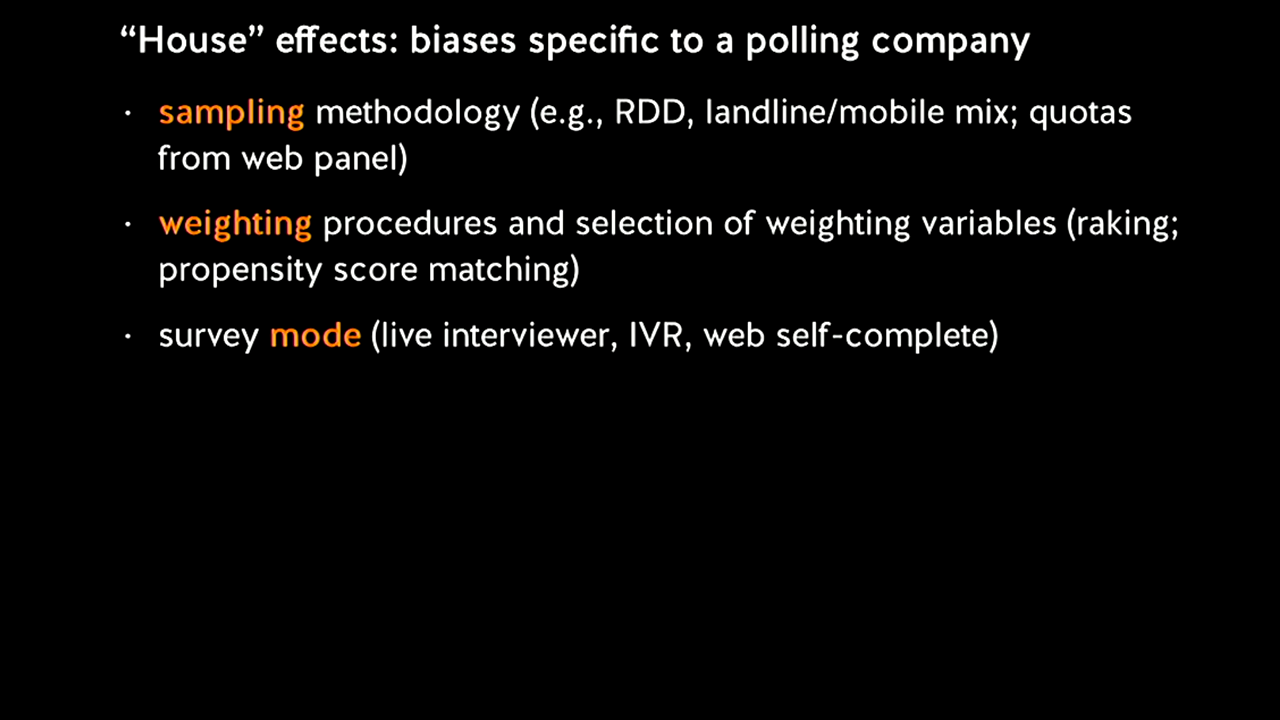 “House” effects: biases specific to a polling company
· sampling methodology (e.g., RDD, landline/mobile mix; quotas
from web panel)
· weighting procedures and selection of weighting variables (raking;
propensity score matching)
· survey mode (live interviewer, IVR, web self-complete)